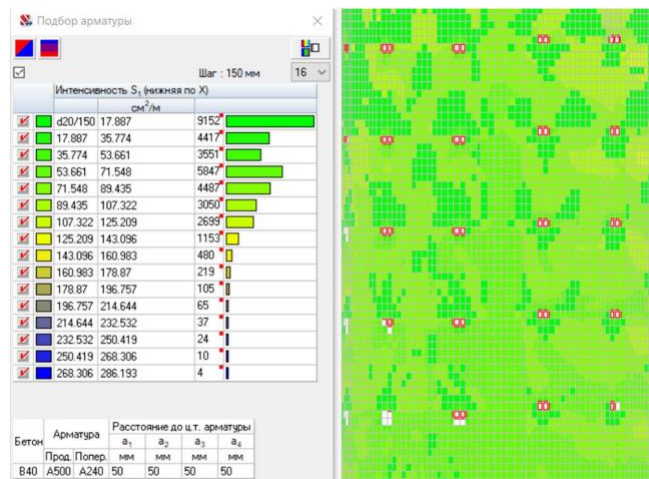 Подбор арматуры
Шаг : 150 мм 16
Интенсивность S1 (нижняя по X)
см²/м
d20/150 17.887 9152
17.887 35.774 4417
35.774 53.661 3551
53.661 71.548 5847
71.548 89.435 4487
89.435 107.322 3050
107.322 125.209 2699
125.209 143.096 1153
143.096 160.983 480
160.983 178.87 219
178.87 196.757 105
196.757 214.644 65
214.644 232.532 37
232.532 250.419 24
250.419 268.306 10
268.306 286.193 4
Бетон Арматура Расстояние до ц.т. арматуры
a1 a2 a3 a4
Прод. Попер. мм мм мм мм
B40 A500 A240 50 50 50 50